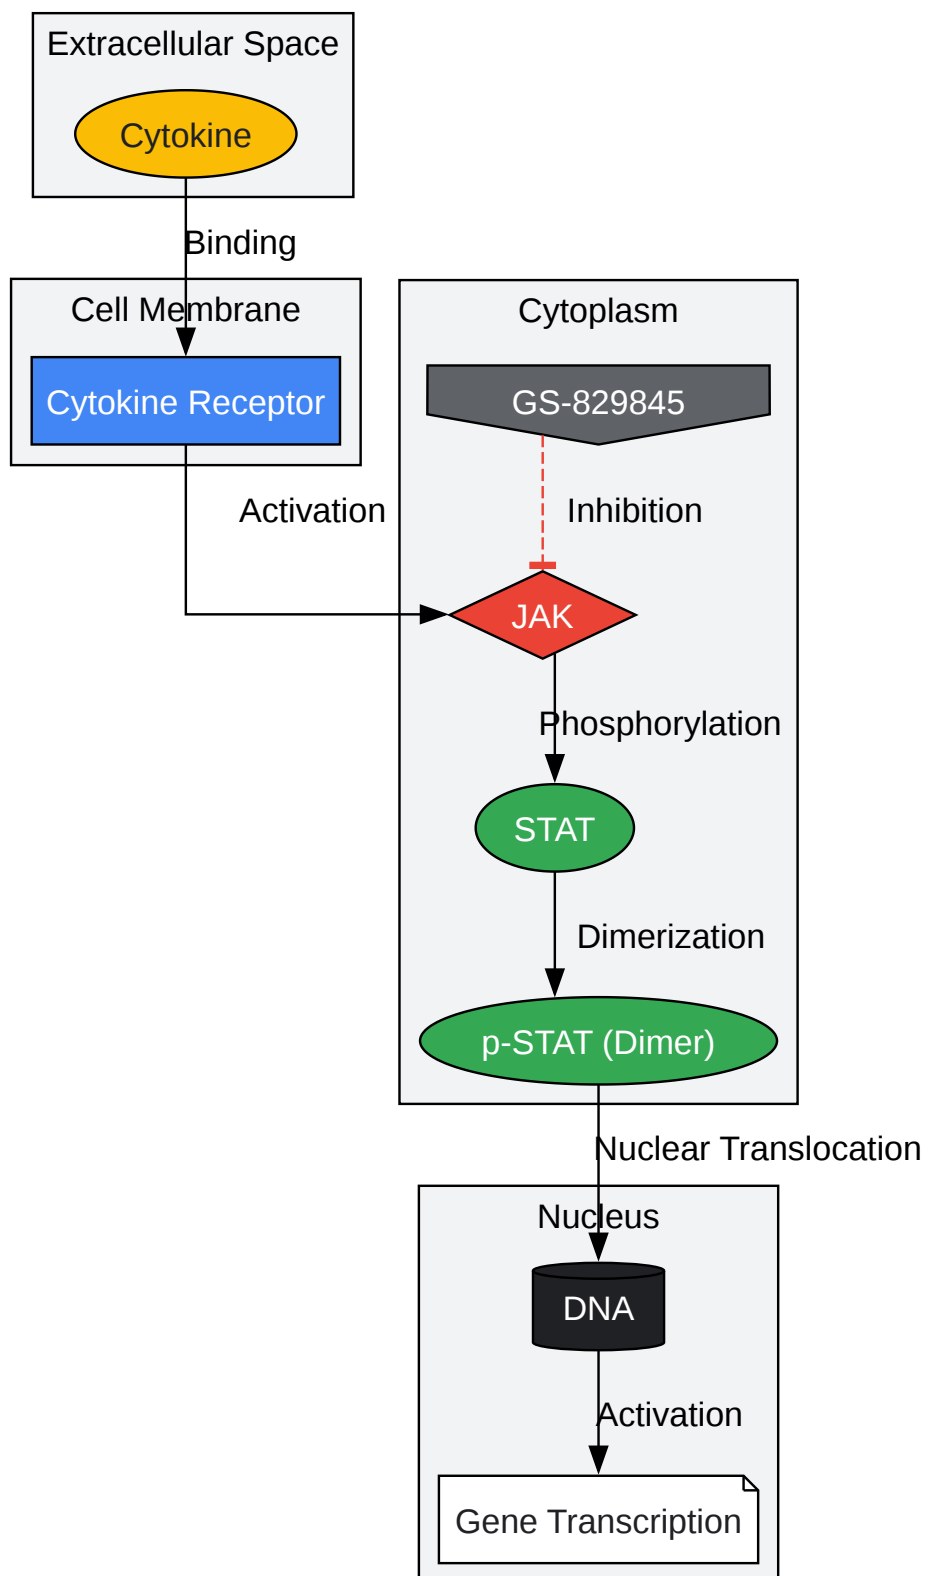 Extracellular Space
Cytokine
Binding
Cell Membrane
Cytokine Receptor
Activation
Cytoplasm
GS-829845
Inhibition
JAK
Phosphorylation
STAT
Dimerization
p-STAT (Dimer)
Nuclear Translocation
Nucleus
DNA
Activation
Gene Transcription